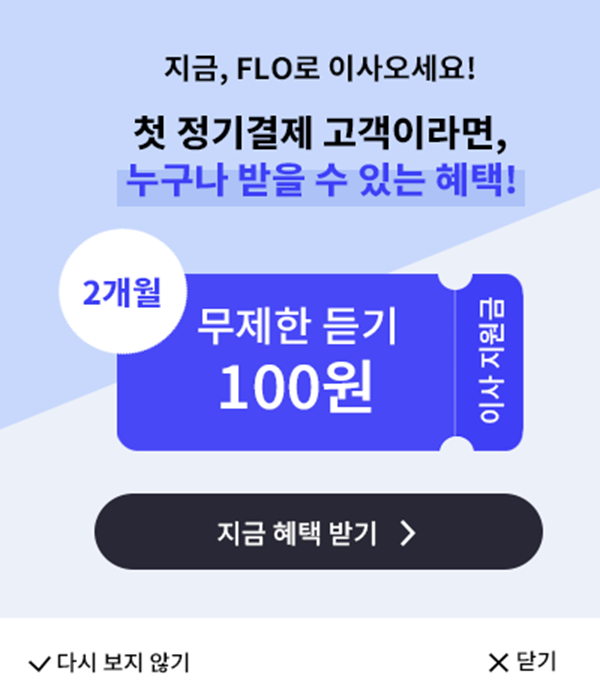 지금, FLO로 이사오세요!
첫 정기결제 고객이라면,
누구나 받을 수 있는 혜택!
2개월
무제한 듣기
100원
이사 지원금
지금 혜택 받기
다시 보지 않기
닫기